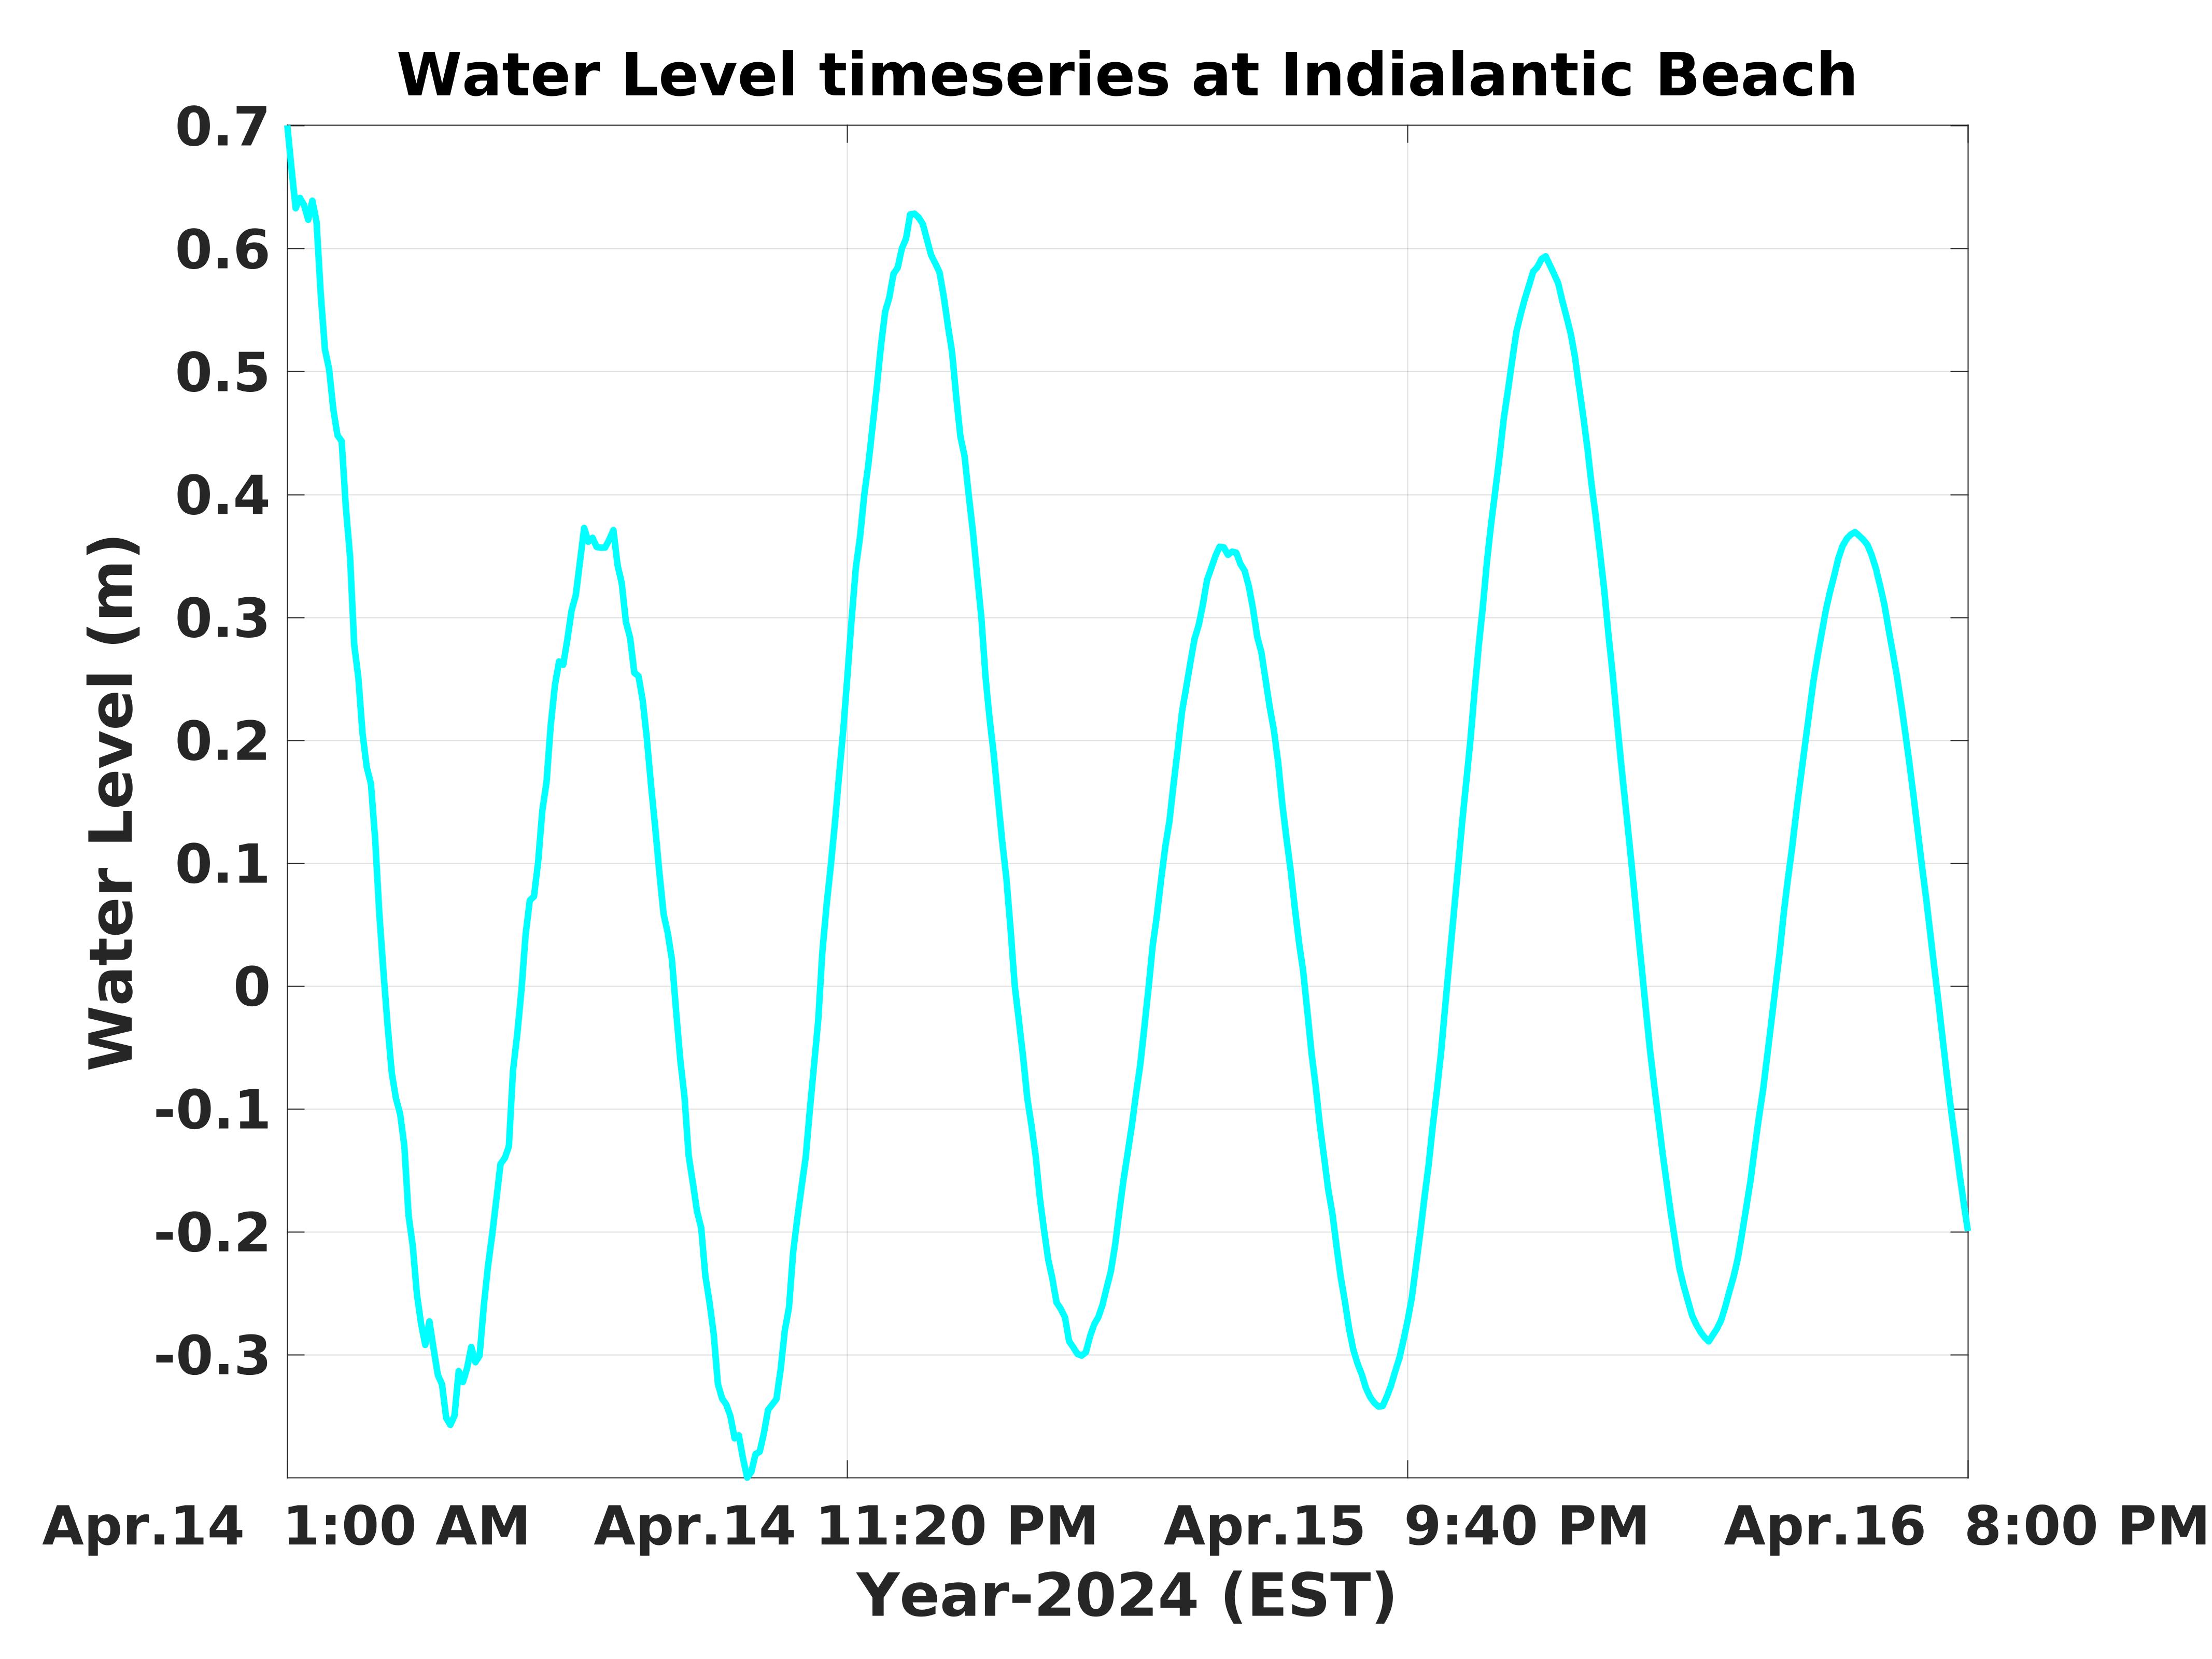 Water Level timeseries at Indialantic Beach
0.7
0.6
0.5
0.4
0.3
0.2
0.1
0
-0.1
-0.2
-0.3
Water Level (m)
Apr.14 1:00 AM Apr.14 11:20 PM Apr.15 9:40 PM Apr.16 8:00 PM
Year-2024 (EST)